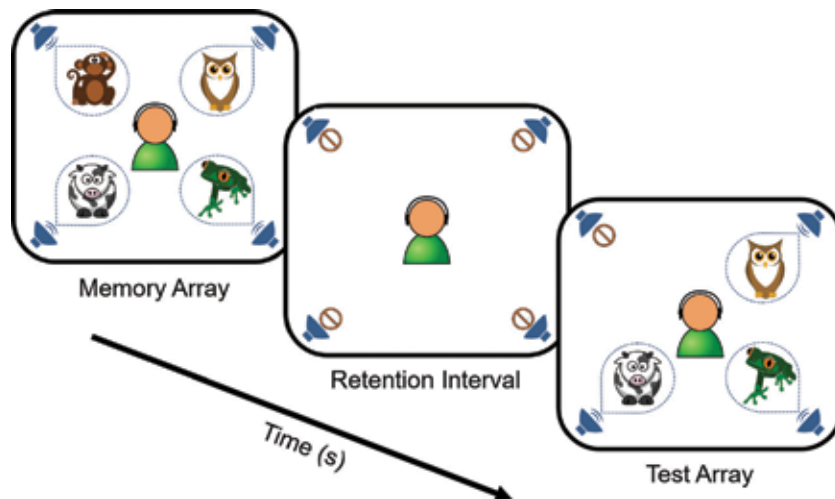 Memory Array
Retention Interval
Time (s)
Test Array